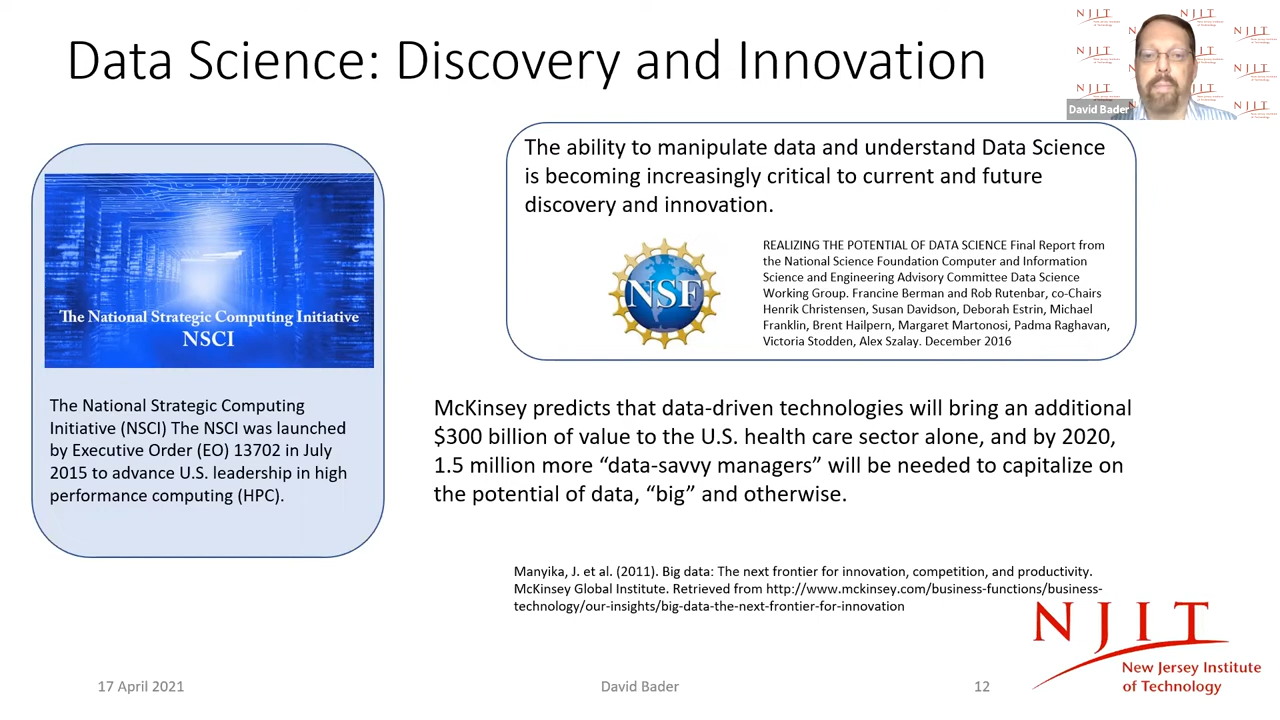 Data Science: Discovery and Innovation
NJIT
New Jersey Institute
of Technology
David Bader
The National Strategic Computing Initiative
NSCI
The National Strategic Computing
Initiative (NSCI) The NSCI was launched
by Executive Order (EO) 13702 in July
2015 to advance U.S. leadership in high
performance computing (HPC).
The ability to manipulate data and understand Data Science
is becoming increasingly critical to current and future
discovery and innovation.
NSF
REALIZING THE POTENTIAL OF DATA SCIENCE Final Report from
the National Science Foundation Computer and Information
Science and Engineering Advisory Committee Data Science
Working Group. Francine Berman and Rob Rutenbar, co-Chairs
Henrik Christensen, Susan Davidson, Deborah Estrin, Michael
Franklin, Brent Hailpern, Margaret Martonosi, Padma Raghavan,
Victoria Stodden, Alex Szalay. December 2016
McKinsey predicts that data-driven technologies will bring an additional
$300 billion of value to the U.S. health care sector alone, and by 2020,
1.5 million more “data-savvy managers” will be needed to capitalize on
the potential of data, “big” and otherwise.
Manyika, J. et al. (2011). Big data: The next frontier for innovation, competition, and productivity.
McKinsey Global Institute. Retrieved from http://www.mckinsey.com/business-functions/business-
technology/our-insights/big-data-the-next-frontier-for-innovation
17 April 2021
David Bader
12
NJIT
New Jersey Institute
of Technology